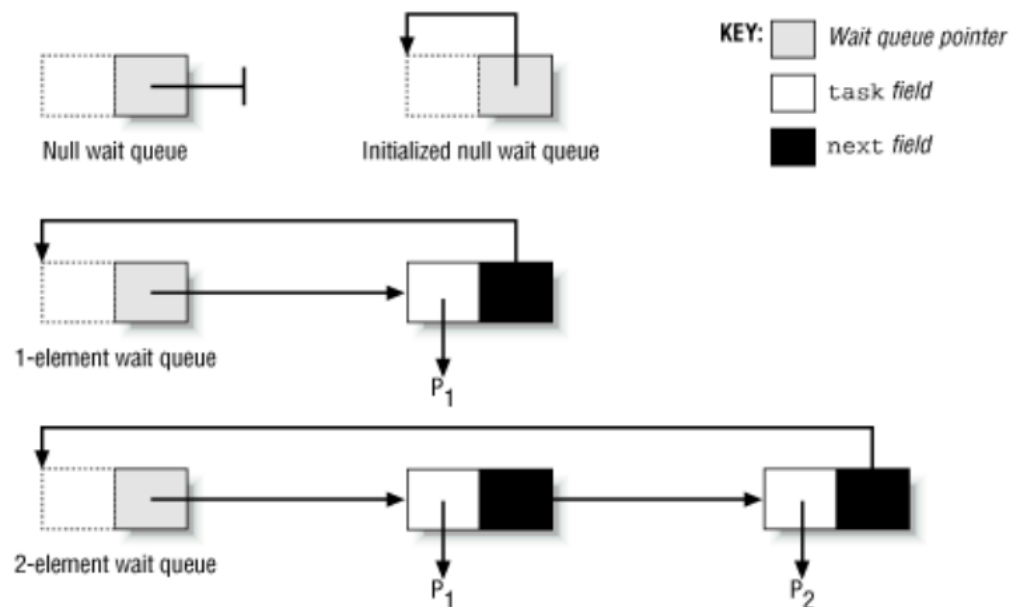 KEY: Wait queue pointer
task field
next field
Null wait queue
Initialized null wait queue
1-element wait queue
P1
2-element wait queue
P1
P2